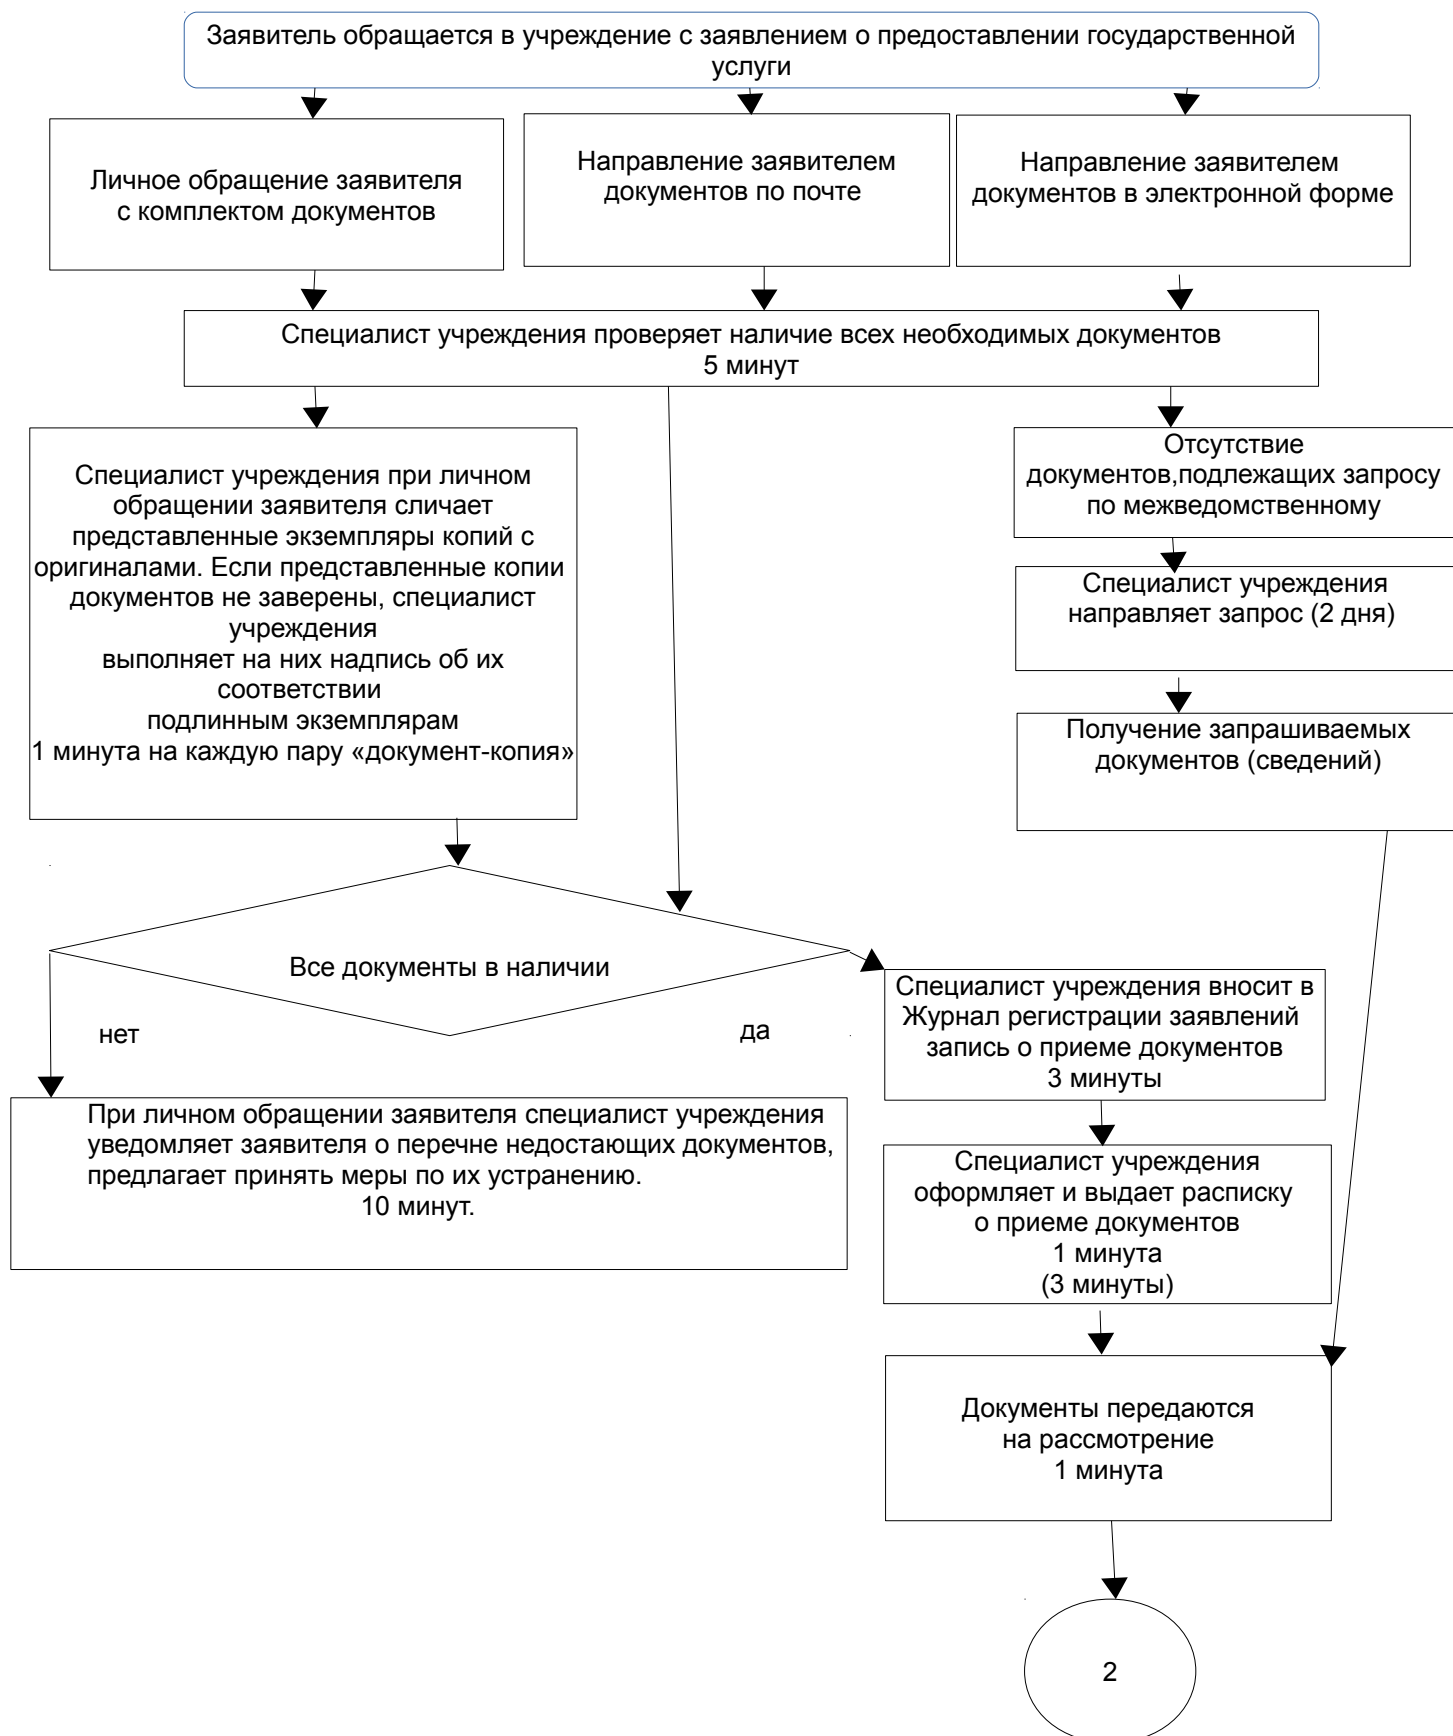 Заявитель обращается в учреждение с заявлением о предоставлении государственной
услуги
Личное обращение заявителя
с комплектом документов
Направление заявителем
документов по почте
Направление заявителем
документов в электронной форме
Специалист учреждения проверяет наличие всех необходимых документов
5 минут
Специалист учреждения при личном
обращении заявителя сличает
представленные экземпляры копий с
оригиналами. Если представленные копии
документов не заверены, специалист
учреждения
выполняет на них надпись об их
соответствии
подлинным экземплярам
1 минута на каждую пару «документ-копия»
Отсутствие
документов,подлежащих запросу
по межведомственному
Специалист учреждения
направляет запрос (2 дня)
Получение запрашиваемых
документов (сведений)
Все документы в наличии
нет
да
Специалист учреждения вносит в
Журнал регистрации заявлений
запись о приеме документов
3 минуты
При личном обращении заявителя специалист учреждения
уведомляет заявителя о перечне недостающих документов,
предлагает принять меры по их устранению.
10 минут.
Специалист учреждения
оформляет и выдает расписку
о приеме документов
1 минута
(3 минуты)
Документы передаются
на рассмотрение
1 минута
2